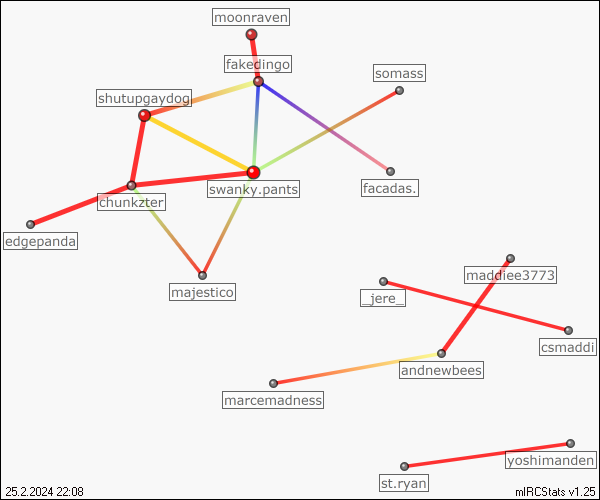 moonraven
fakedingo
somass
shutupgaydog
swanky.pants
facadas.
chunkzter
edgepanda
maddiee3773
majestico
_jere_
csmaddi
andnewbees
marcemadness
yoshimanden
st.ryan
25.2.2024 22:08
mIRCStats v1.25